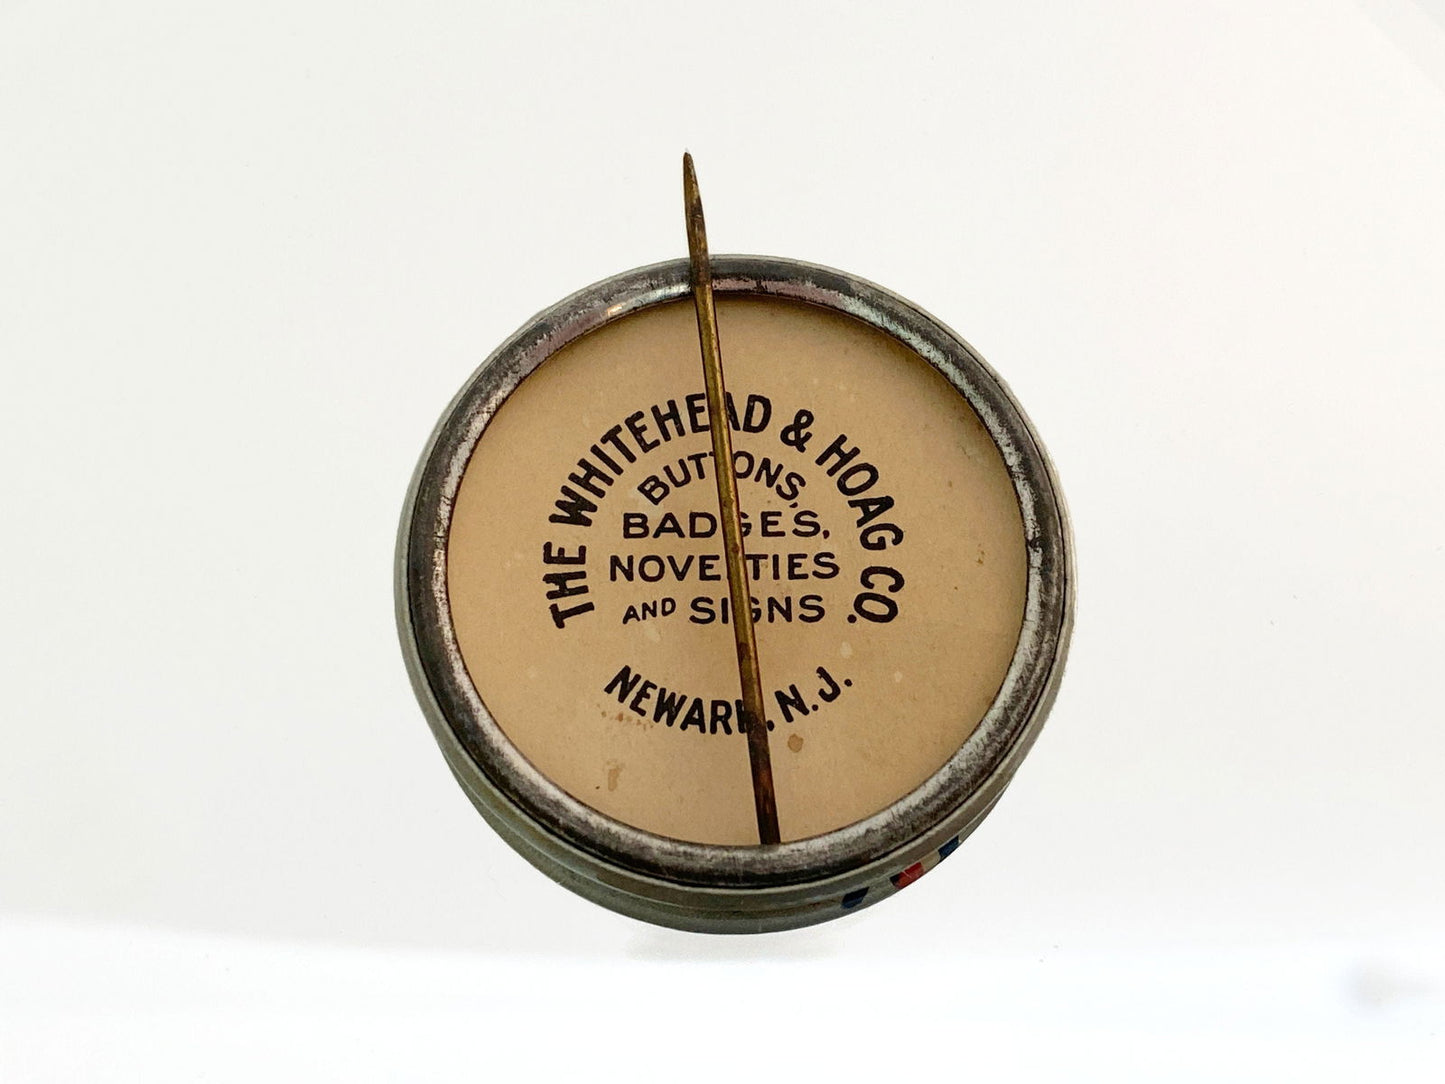 THE WHITEHEAD & HOAG CO.
BUTTONS,
BADGES,
NOVELTIES
AND SIGNS
NEWARK, N.J.